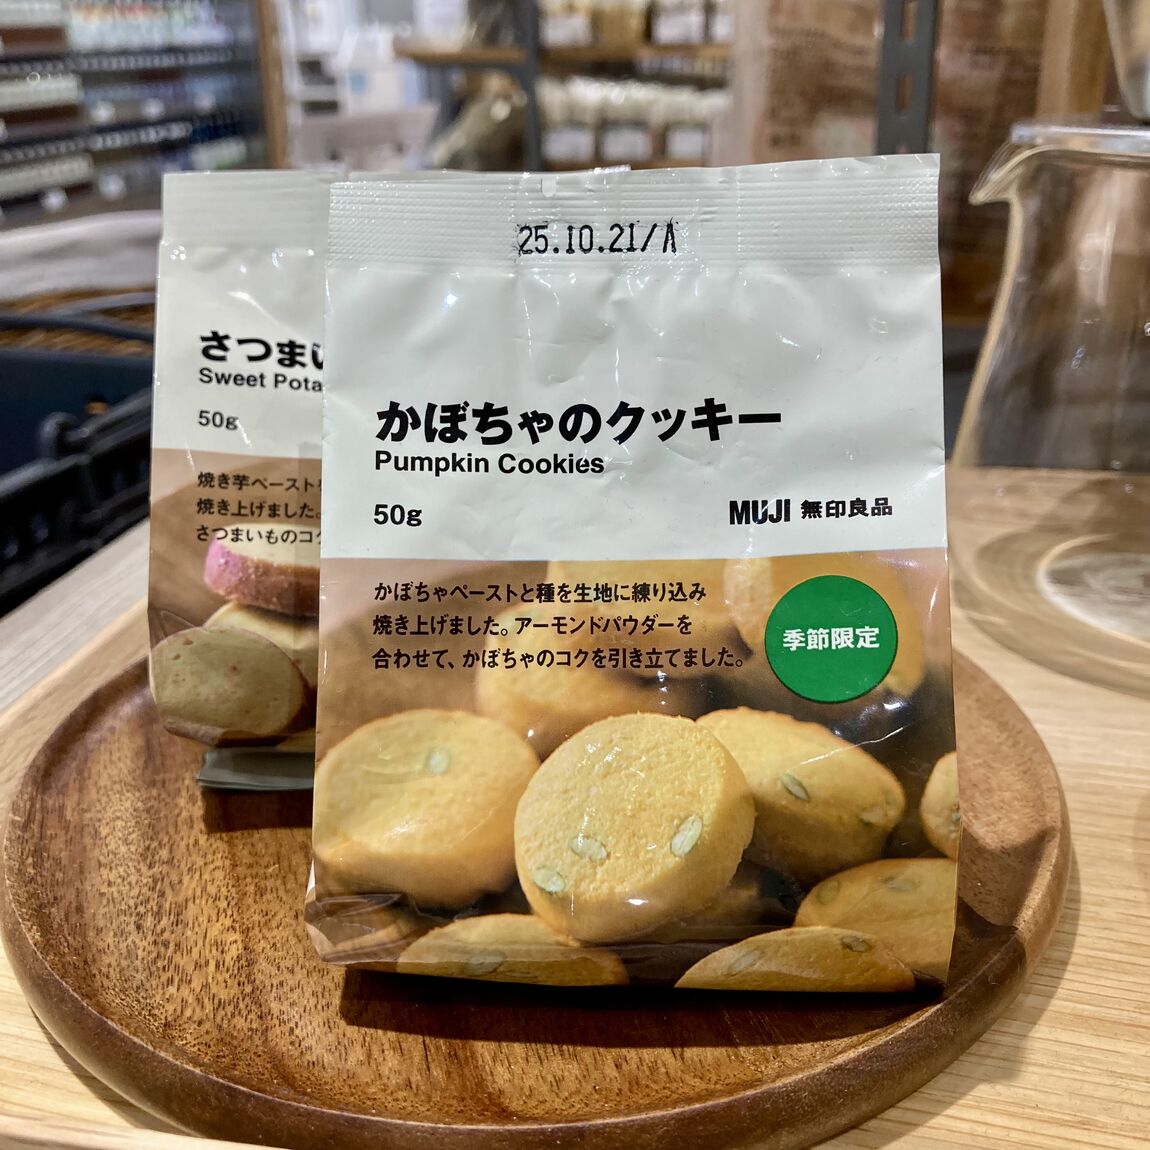 25.10.21/A
かぼちゃのクッキー
Pumpkin Cookies
50g
MUJI 無印良品
かぼちゃペーストと種を生地に練り込み
焼き上げました。アーモンドパウダーを
合わせて、かぼちゃのコクを引き立てました。
季節限定
さつまい
Sweet Pota
50g
焼き芋ペースト
焼き上げました。
さつまいものコク